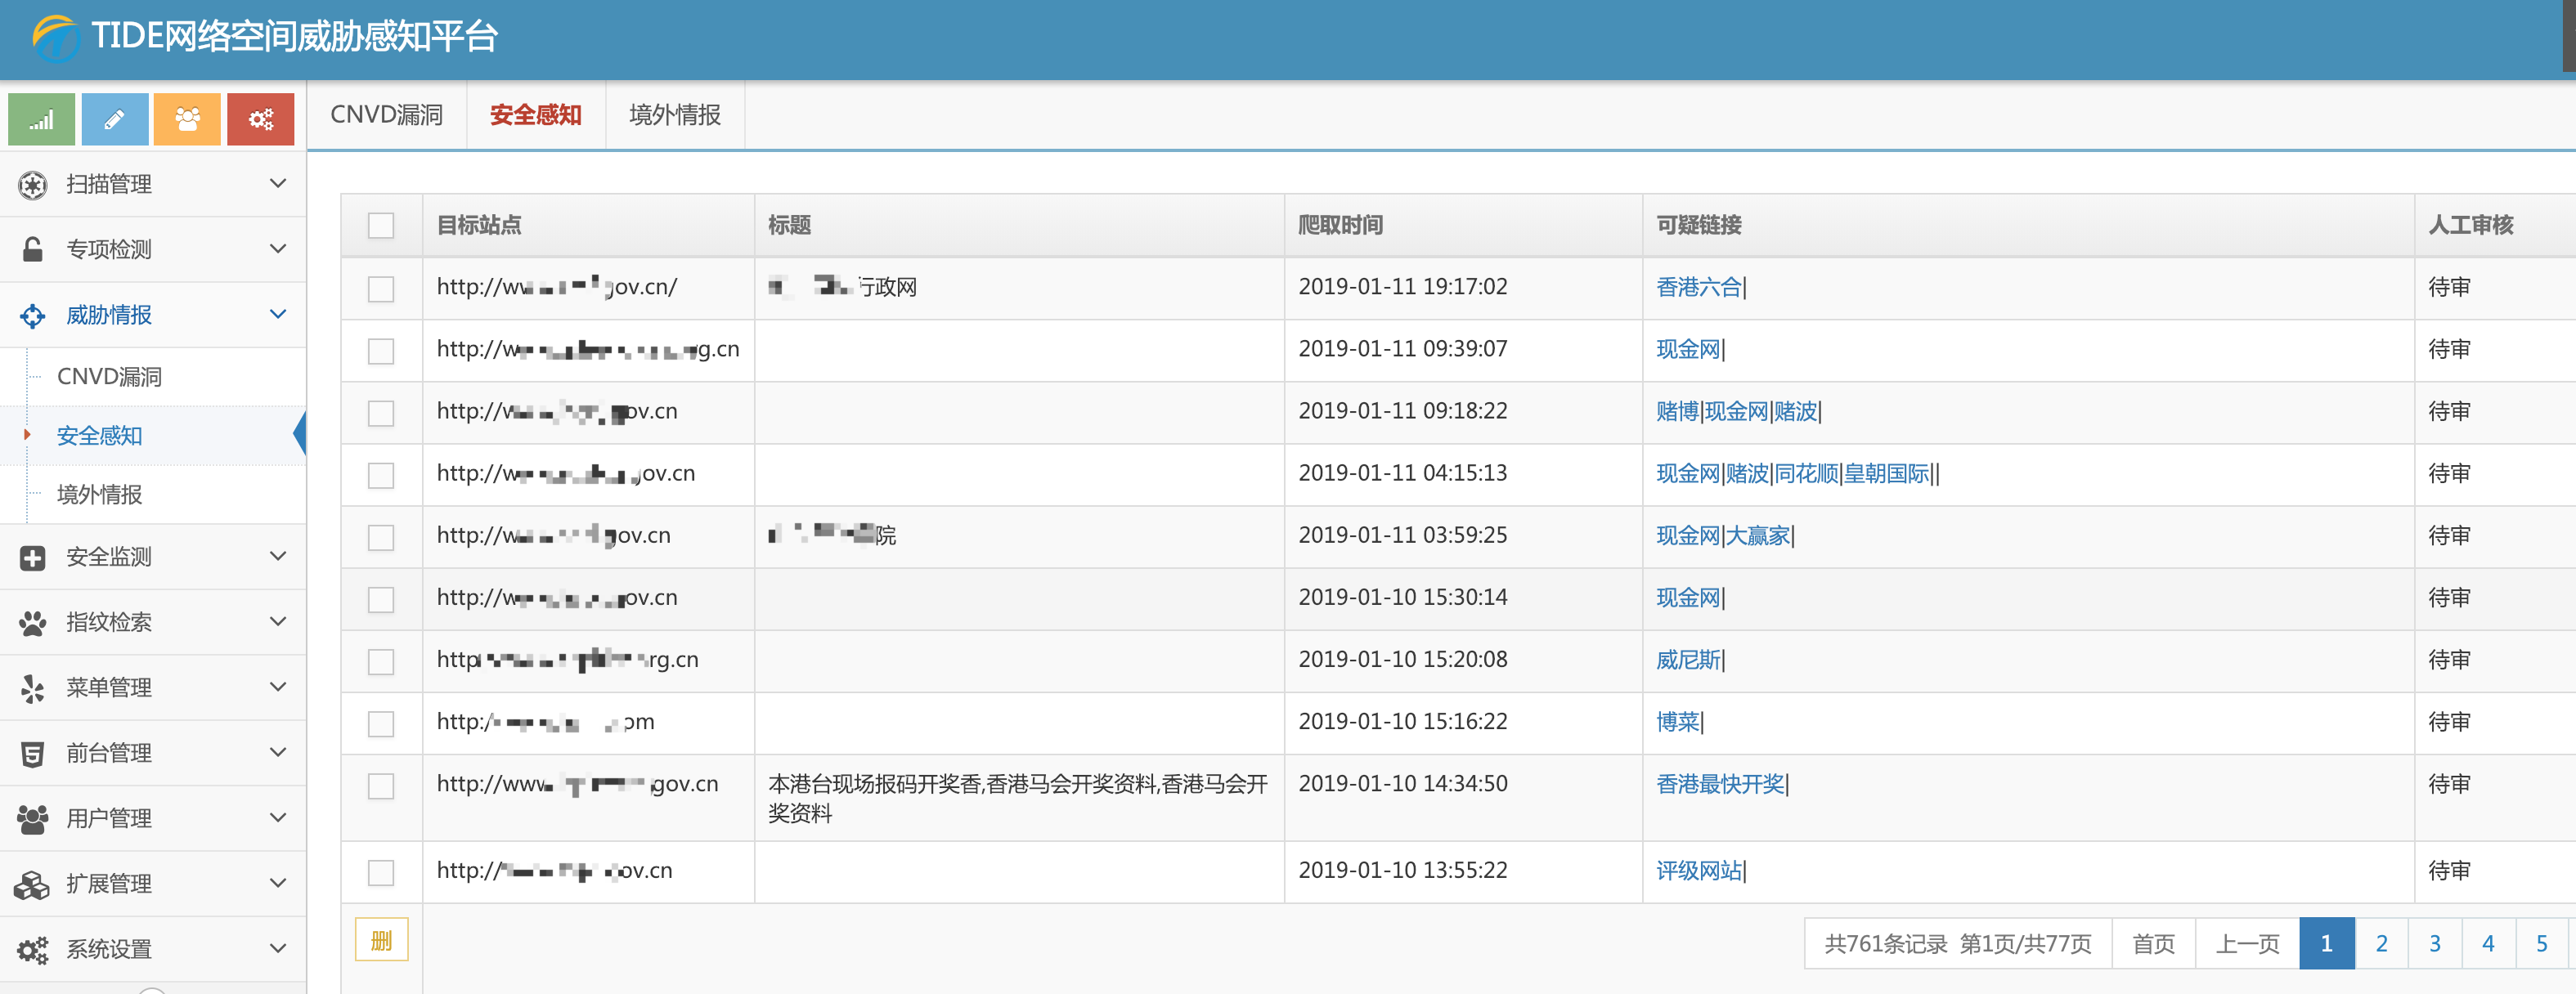 TIDE网络空间威胁感知平台
CNVD漏洞 安全感知 境外情报
扫描管理
专项检测
威胁情报
CNVD漏洞
安全感知
境外情报
安全监测
指纹检索
菜单管理
前台管理
用户管理
扩展管理
系统设置
目标站点 标题 爬取时间 可疑链接 人工审核
http://w gov.cn/ 行政网 2019-01-11 19:17:02 香港六合| 待审
http://w g.cn 2019-01-11 09:39:07 现金网| 待审
http://w ov.cn 2019-01-11 09:18:22 赌博|现金网|赌波| 待审
http://w ov.cn 2019-01-11 04:15:13 现金网|赌波|同花顺|皇朝国际|| 待审
http://w gov.cn 院 2019-01-11 03:59:25 现金网|大赢家| 待审
http://w ov.cn 2019-01-10 15:30:14 现金网| 待审
http rg.cn 2019-01-10 15:20:08 威尼斯| 待审
http:/ om 2019-01-10 15:16:22 博菜| 待审
http://www gov.cn 本港台现场报码开奖香,香港马会开奖资料,香港马会开 2019-01-10 14:34:50 香港最快开奖| 待审
奖资料
http:// ov.cn 2019-01-10 13:55:22 评级网站| 待审
删 共761条记录 第1页/共77页 首页 上一页 1 2 3 4 5